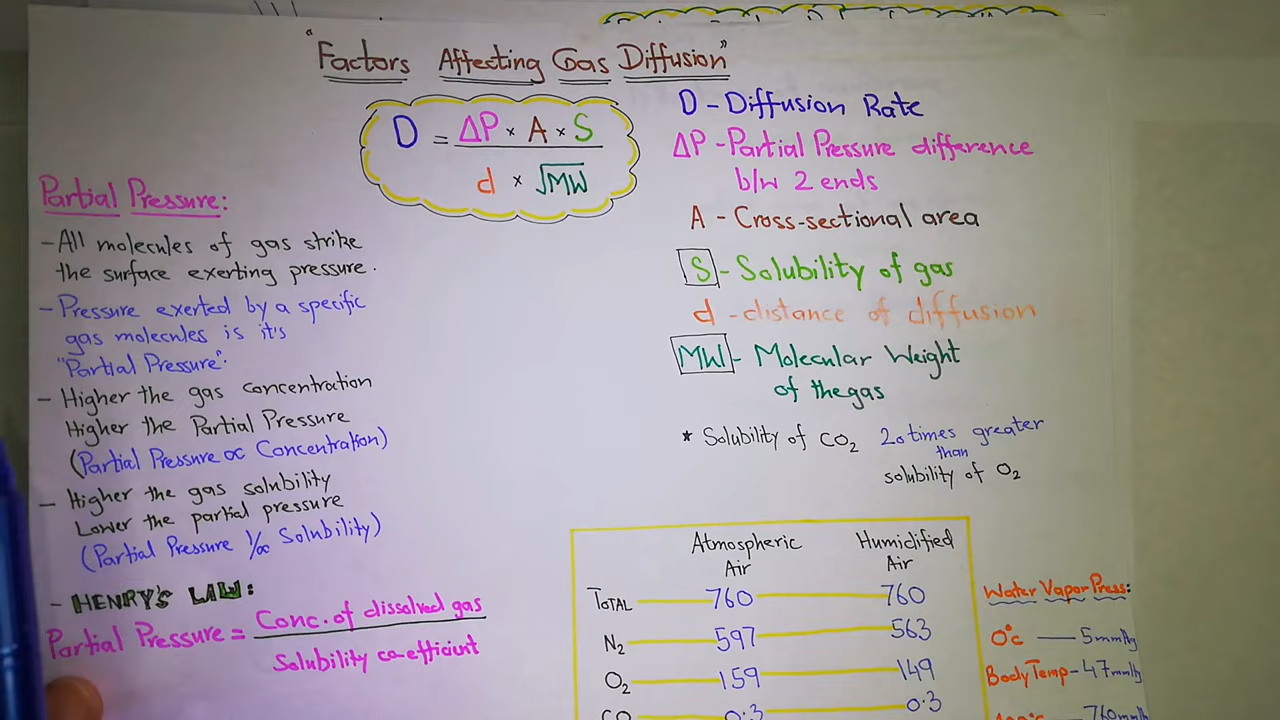 "Factors Affecting Gas Diffusion"
D = ΔP × A × S
d × √MW
D - Diffusion Rate
ΔP - Partial Pressure difference
b/w 2 ends
A - Cross-sectional area
S - Solubility of gas
d - distance of diffusion
MW - Molecular Weight
of the gas
* Solubility of CO₂ 20 times greater
than
solubility of O₂
Partial Pressure:
- All molecules of gas strike
the surface exerting pressure.
- Pressure exerted by a specific
gas molecules is it's
"Partial Pressure".
- Higher the gas concentration
Higher the Partial Pressure
(Partial Pressure ∝ Concentration)
- Higher the gas solubility
Lower the partial pressure
(Partial Pressure 1/∝ Solubility)
- HENRY'S LAW:
Partial Pressure = Conc. of dissolved gas
Solubility co-efficient
Atmospheric Humidified
Air Air
TOTAL 760 760
N₂ 597 563
O₂ 159 149
CO 0.3 0.3
Water Vapor Press:
0°C - 5mmHg
Body Temp - 47mmHg
760mmHg